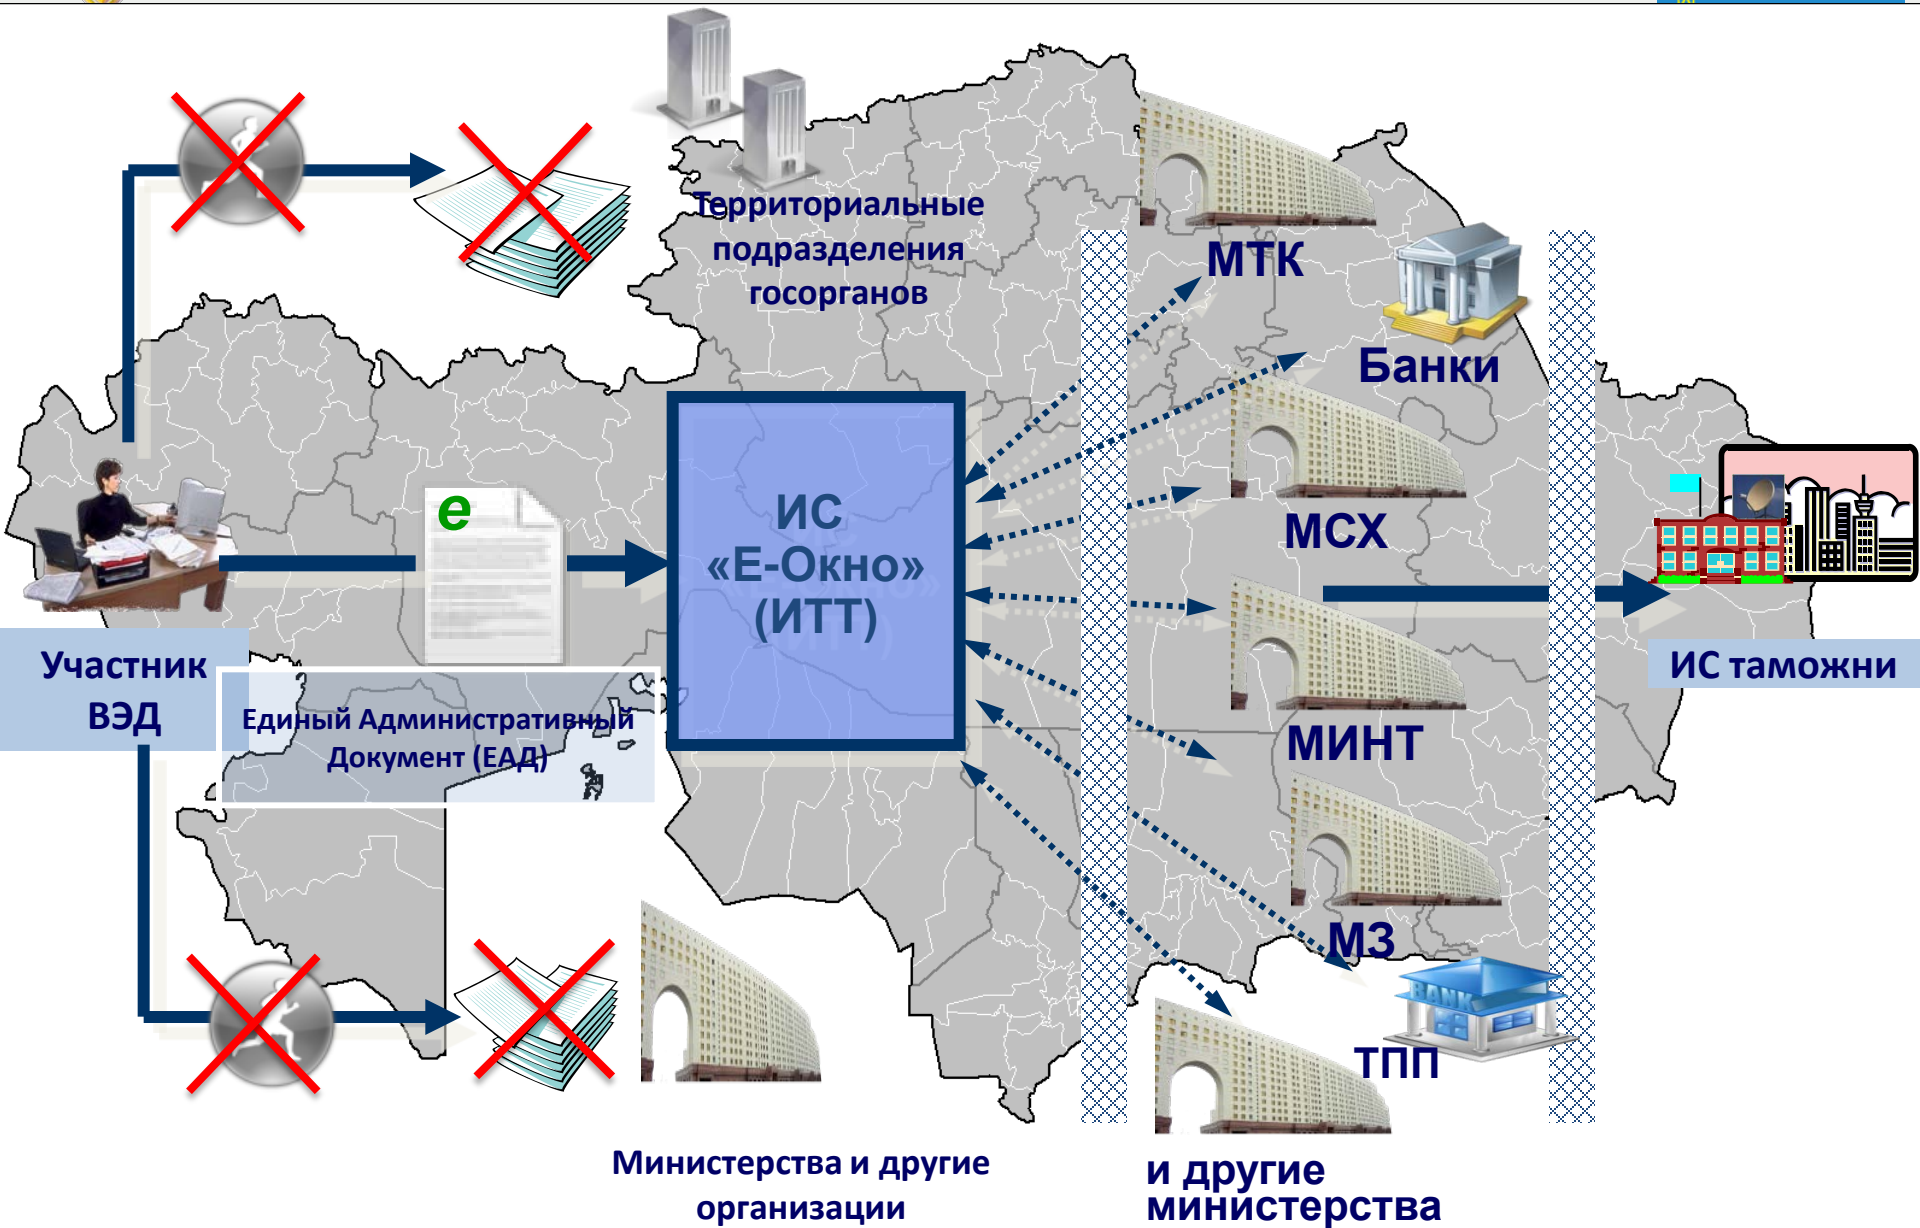 Территориальные
подразделения
госорганов
МТК
Банки
e
ИС
«Е-Окно»
(ИТТ)
МСХ
Участник
ВЭД
Единый Административный
Документ (ЕАД)
ИС таможни
МИНТ
МЗ
BANK
ТПП
Министерства и другие
организации
и другие
министерства